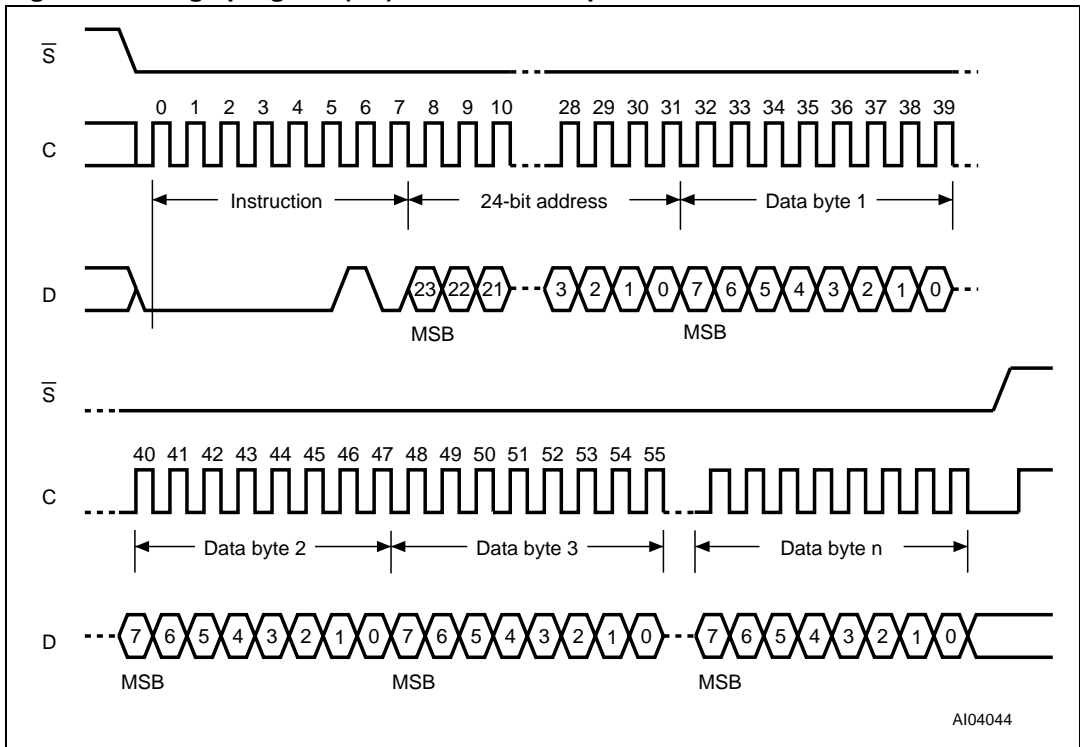 S
0 1 2 3 4 5 6 7 8 9 10 28 29 30 31 32 33 34 35 36 37 38 39
C
Instruction 24-bit address Data byte 1
D 23 22 21 3 2 1 0 7 6 5 4 3 2 1 0
MSB MSB
S
40 41 42 43 44 45 46 47 48 49 50 51 52 53 54 55
C
Data byte 2 Data byte 3 Data byte n
D 7 6 5 4 3 2 1 0 7 6 5 4 3 2 1 0 7 6 5 4 3 2 1 0
MSB MSB MSB
AI04044